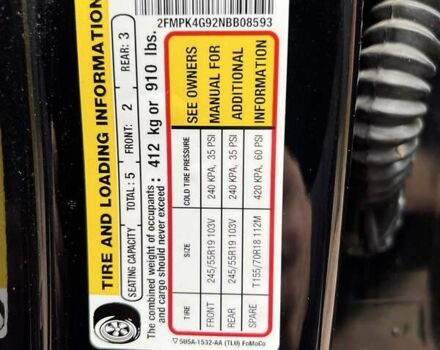 2FMPK4G92NBB08593
TIRE AND LOADING INFORMATION
SEATING CAPACITY TOTAL : 5 FRONT: 2 REAR: 3
The combined weight of occupants
and cargo should never exceed : 412 kg or 910 lbs.
TIRE SIZE COLD TIRE PRESSURE
FRONT 245/55R19 103V 240 KPA, 35 PSI
REAR 245/55R19 103V 240 KPA, 35 PSI
SPARE T155/70R18 112M 420 KPA, 60 PSI
SEE OWNERS
MANUAL FOR
ADDITIONAL
INFORMATION
5U5A-1532-AA (TLU) FoMoCo